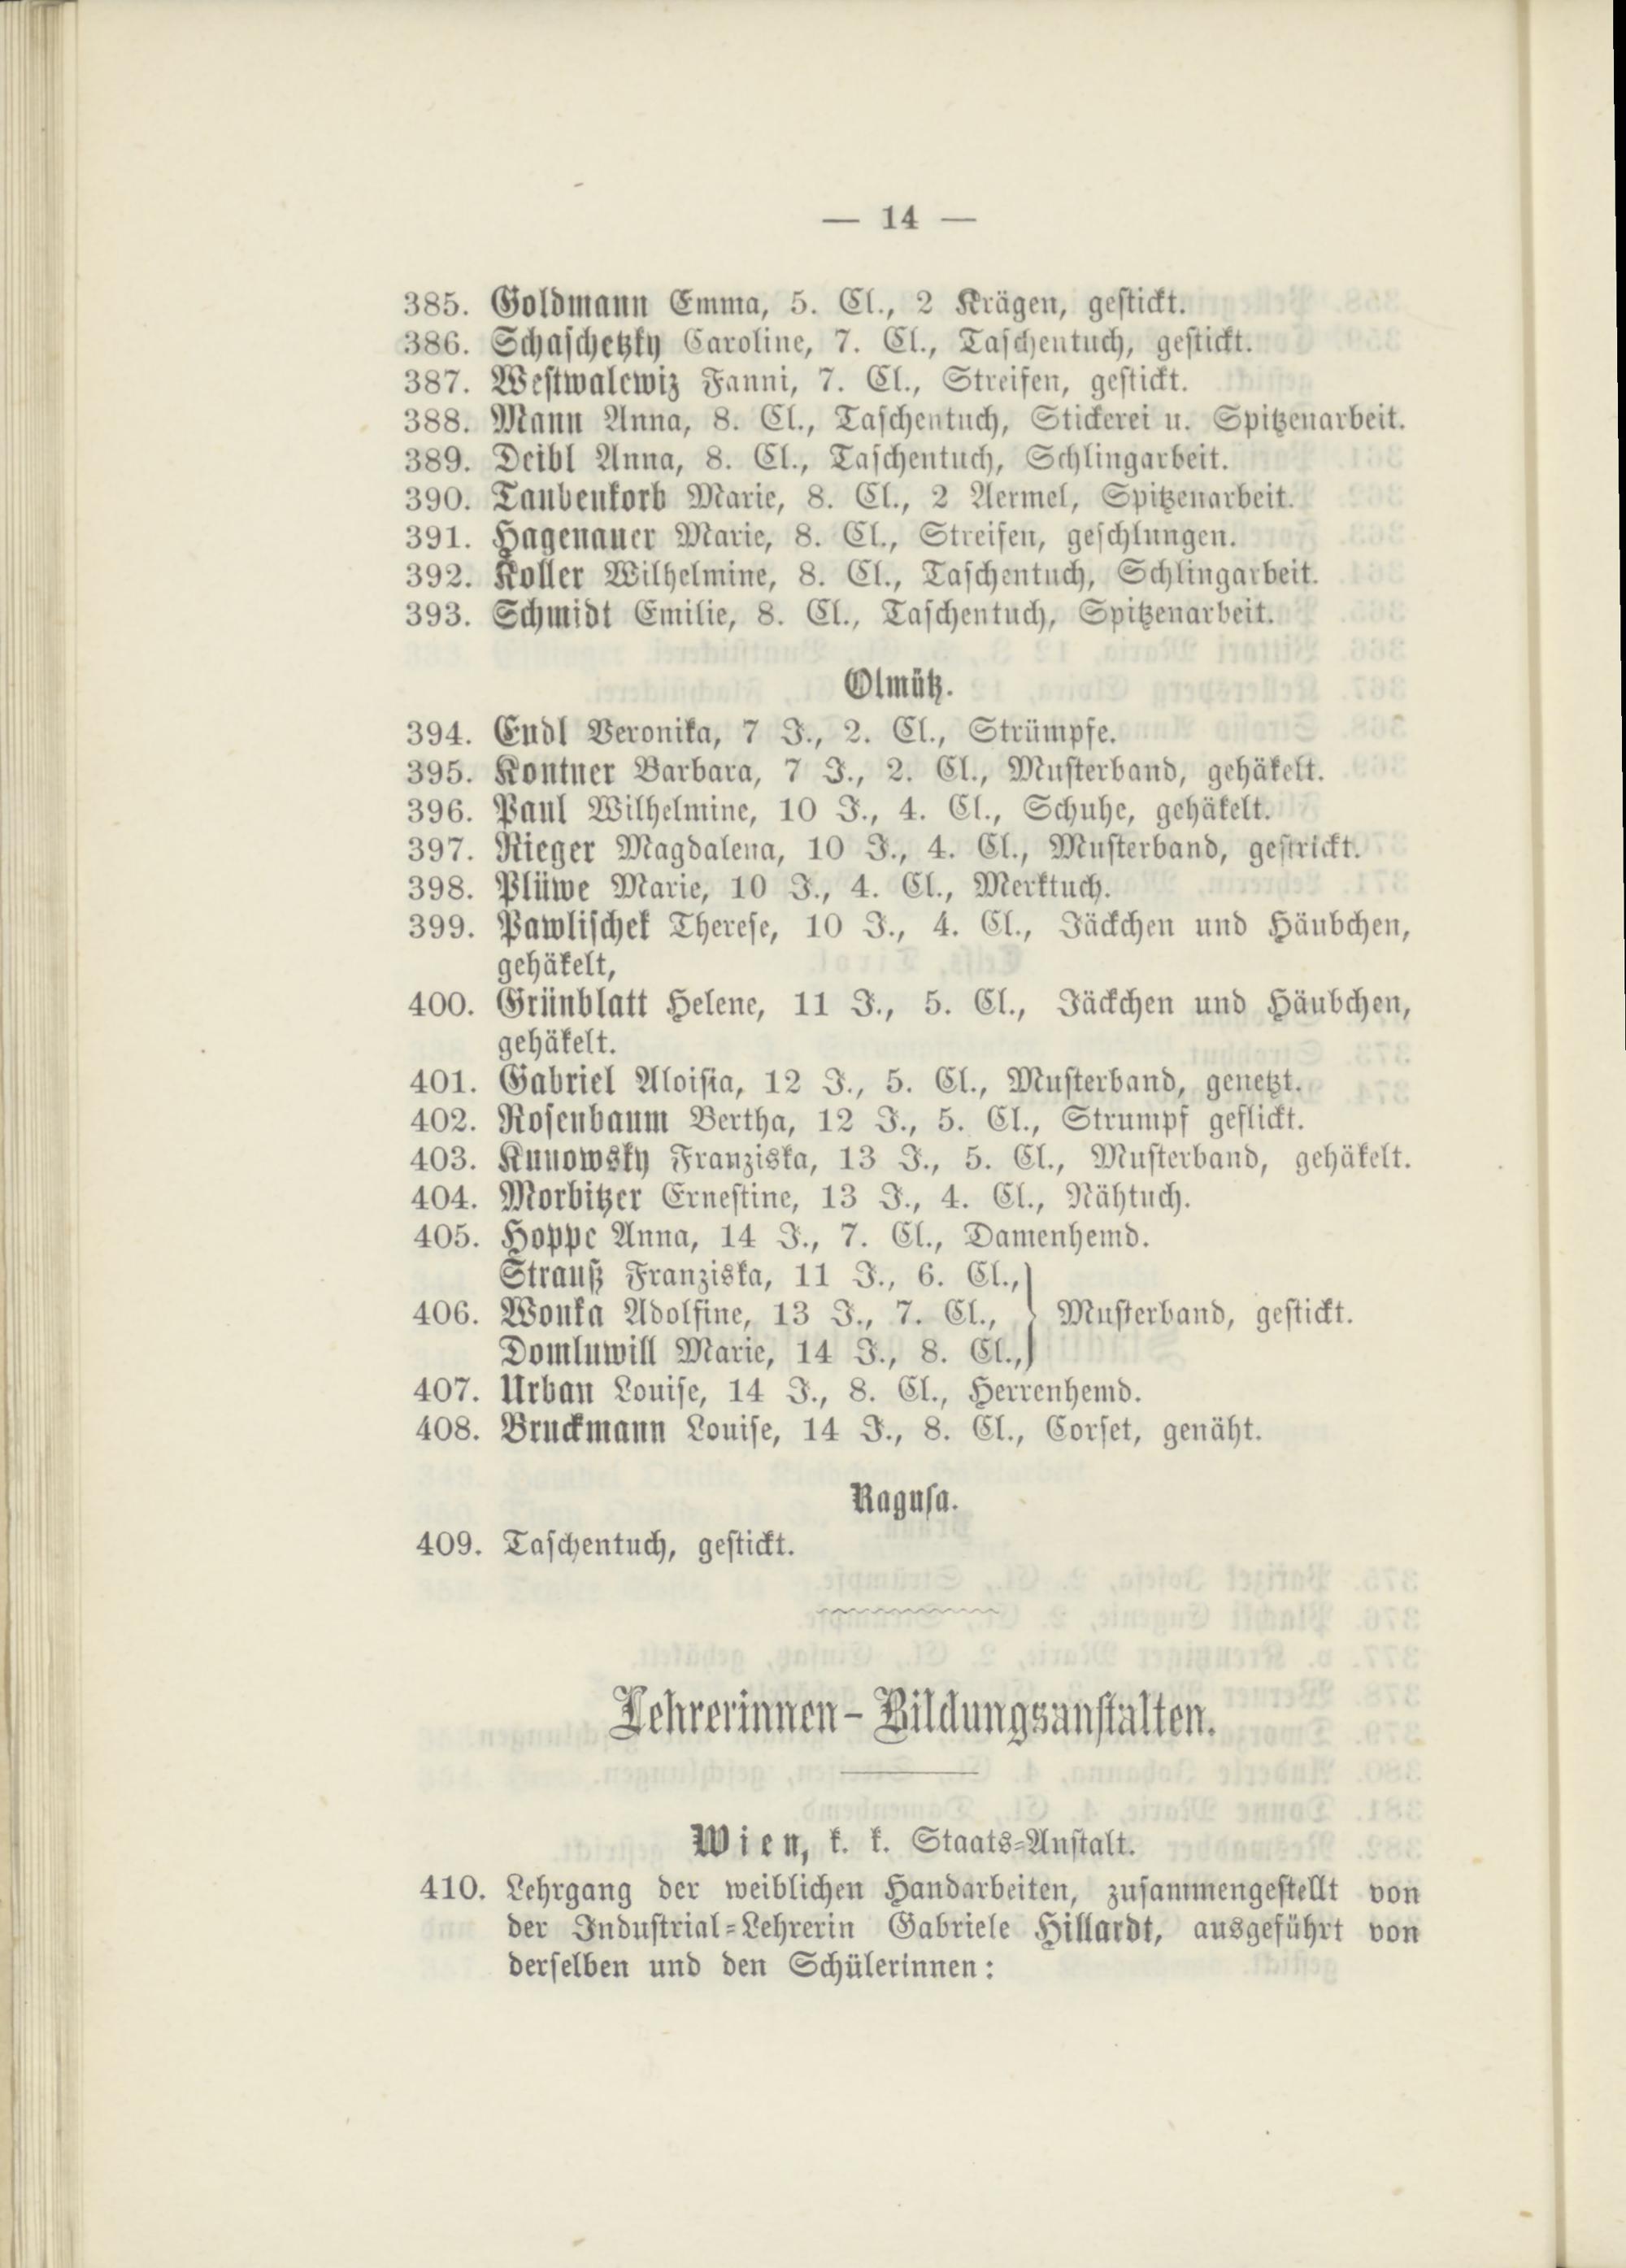 — 14 —
385. Goldmann Emma, 5. Cl., 2 Krägen, gestickt.
386. Schaschetzky Caroline, 7. Cl., Taschentuch, gestickt.
387. Westwalewiz Fanni, 7. Cl., Streifen, gestickt.
388. Mann Anna, 8. Cl., Taschentuch, Stickerei u. Spitzenarbeit.
389. Deibl Anna, 8. Cl., Taschentuch, Schlingarbeit.
390. Taubenkorb Marie, 8. Cl., 2 Aermel, Spitzenarbeit.
391. Hagenauer Marie, 8. Cl., Streifen, geschlungen.
392. Koller Wilhelmine, 8. Cl., Taschentuch, Schlingarbeit.
393. Schmidt Emilie, 8. Cl., Taschentuch, Spitzenarbeit.
Olmütz.
394. Endl Veronika, 7 J., 2. Cl., Strümpfe.
395. Kontner Barbara, 7 J., 2. Cl., Musterband, gehäkelt.
396. Paul Wilhelmine, 10 J., 4. Cl., Schuhe, gehäkelt.
397. Rieger Magdalena, 10 J., 4. Cl., Musterband, gestrickt.
398. Plüwe Marie, 10 J., 4. Cl., Merktuch.
399. Pawlischek Therese, 10 J., 4. Cl., Jäckchen und Häubchen,
gehäkelt,
400. Grünblatt Helene, 11 J., 5. Cl., Jäckchen und Häubchen,
gehäkelt.
401. Gabriel Aloisia, 12 J., 5. Cl., Musterband, genetzt.
402. Rosenbaum Bertha, 12 J., 5. Cl., Strumpf geflickt.
403. Kunowsky Franziska, 13 J., 5. Cl., Musterband, gehäkelt.
404. Morbitzer Ernestine, 13 J., 4. Cl., Nähtuch.
405. Hoppe Anna, 14 J., 7. Cl., Damenhemd.
Strauß Franziska, 11 J., 6. Cl.,
406. Wonka Adolfine, 13 J., 7. Cl., } Musterband, gestickt.
Domluwill Marie, 14 J., 8. Cl.,
407. Urban Louise, 14 J., 8. Cl., Herrenhemd.
408. Bruckmann Louise, 14 J., 8. Cl., Corset, genäht.
Ragusa.
409. Taschentuch, gestickt.
Lehrerinnen-Bildungsanstalten.
Wien, k. k. Staats-Anstalt.
410. Lehrgang der weiblichen Handarbeiten, zusammengestellt von
der Industrial-Lehrerin Gabriele Hillardt, ausgeführt von
derselben und den Schülerinnen: